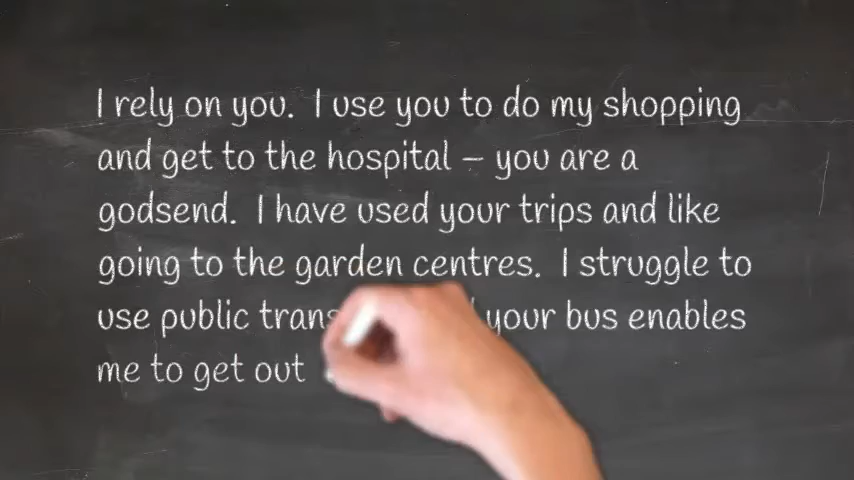 I rely on you.  I use you to do my shopping
and get to the hospital – you are a
godsend.  I have used your trips and like
going to the garden centres.  I struggle to
use public your bus enables
me to get out